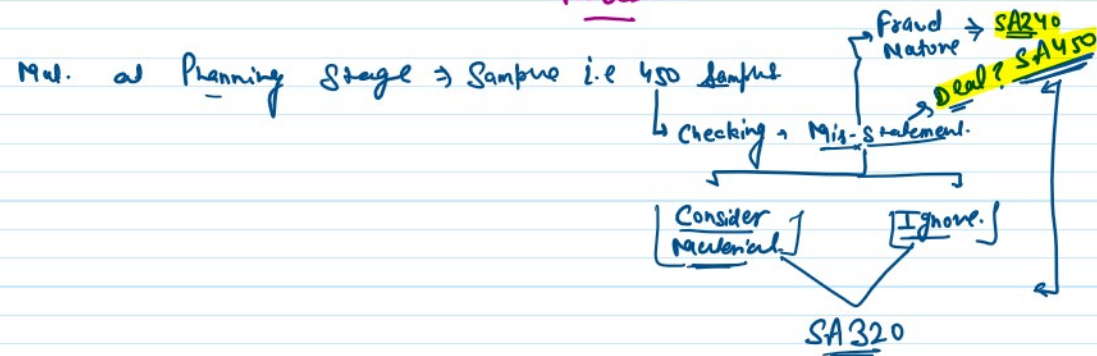 Fraud ⇒ SA240
Nature
Mat. at Planning Stage ⇒ Sample i.e 450 Sample
Deal? SA450
Checking, Mis-Statement.
[Consider [Ignore.]
Material]
SA320